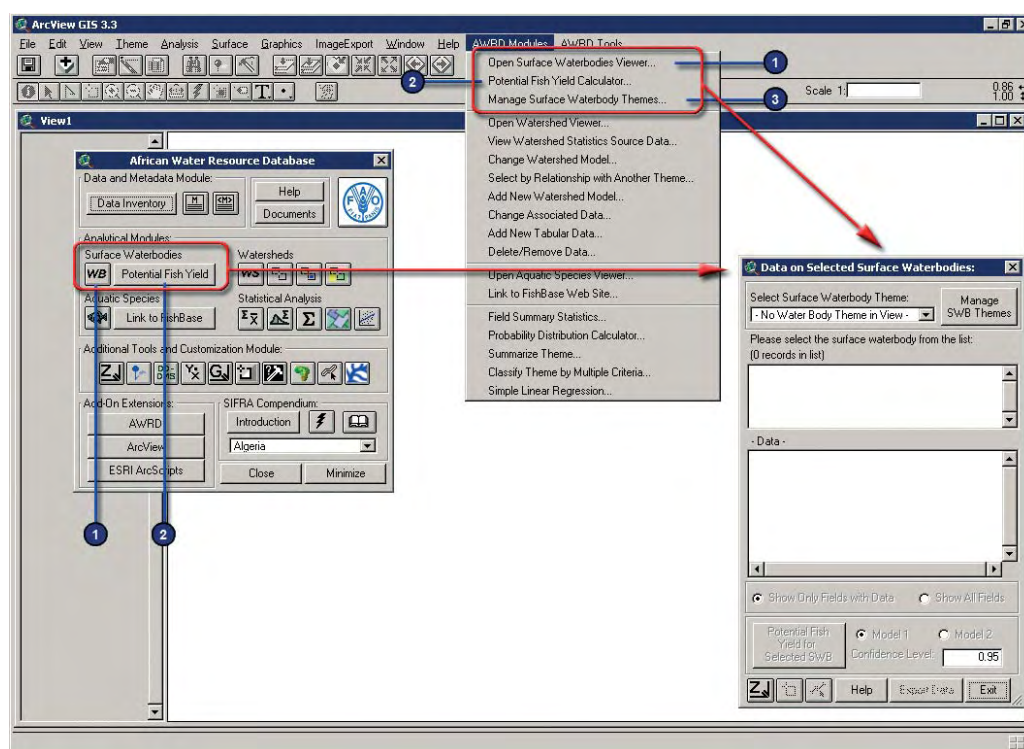 ArcView GIS 3.3
File Edit View Theme Analysis Surface Graphics ImageExport Window Help AWRD Modules AWRD Tools
Scale 1: 0.86
1.00
View1
Open Surface Waterbodies Viewer...
Potential Fish Yield Calculator...
Manage Surface Waterbody Themes...
Open Watershed Viewer...
View Watershed Statistics Source Data...
Change Watershed Model...
Select by Relationship with Another Theme...
Add New Watershed Model...
Change Associated Data...
Add New Tabular Data...
Delete/Remove Data...
Open Aquatic Species Viewer...
Link to FishBase Web Site...
Field Summary Statistics...
Probability Distribution Calculator...
Summarize Theme...
Classify Theme by Multiple Criteria...
Simple Linear Regression...
1
2
3
African Water Resource Database
Data and Metadata Module:
Data Inventory M <M> Help
Documents
FAO
FIAT PANIS
Analytical Modules:
Surface Waterbodies Watersheds
WB Potential Fish Yield WS
Aquatic Species Statistical Analysis
Link to FishBase Σx̄ Σ Σ
Additional Tools and Customization Module:
Z DD-DMS Y X G
Add-On Extensions: SIFRA Compendium:
AWRD Introduction
ArcView Algeria
ESRI ArcScripts Close Minimize
1 2
Data on Selected Surface Waterbodies:
Select Surface Waterbody Theme: Manage
- No Water Body Theme in View - SWB Themes
Please select the surface waterbody from the list:
(0 records in list)
- Data -
Show Only Fields with Data Show All Fields
Potential Fish
Yield for
Selected SWB
Model 1 Model 2
Confidence Level: 0.95
Z Help Export Data Exit